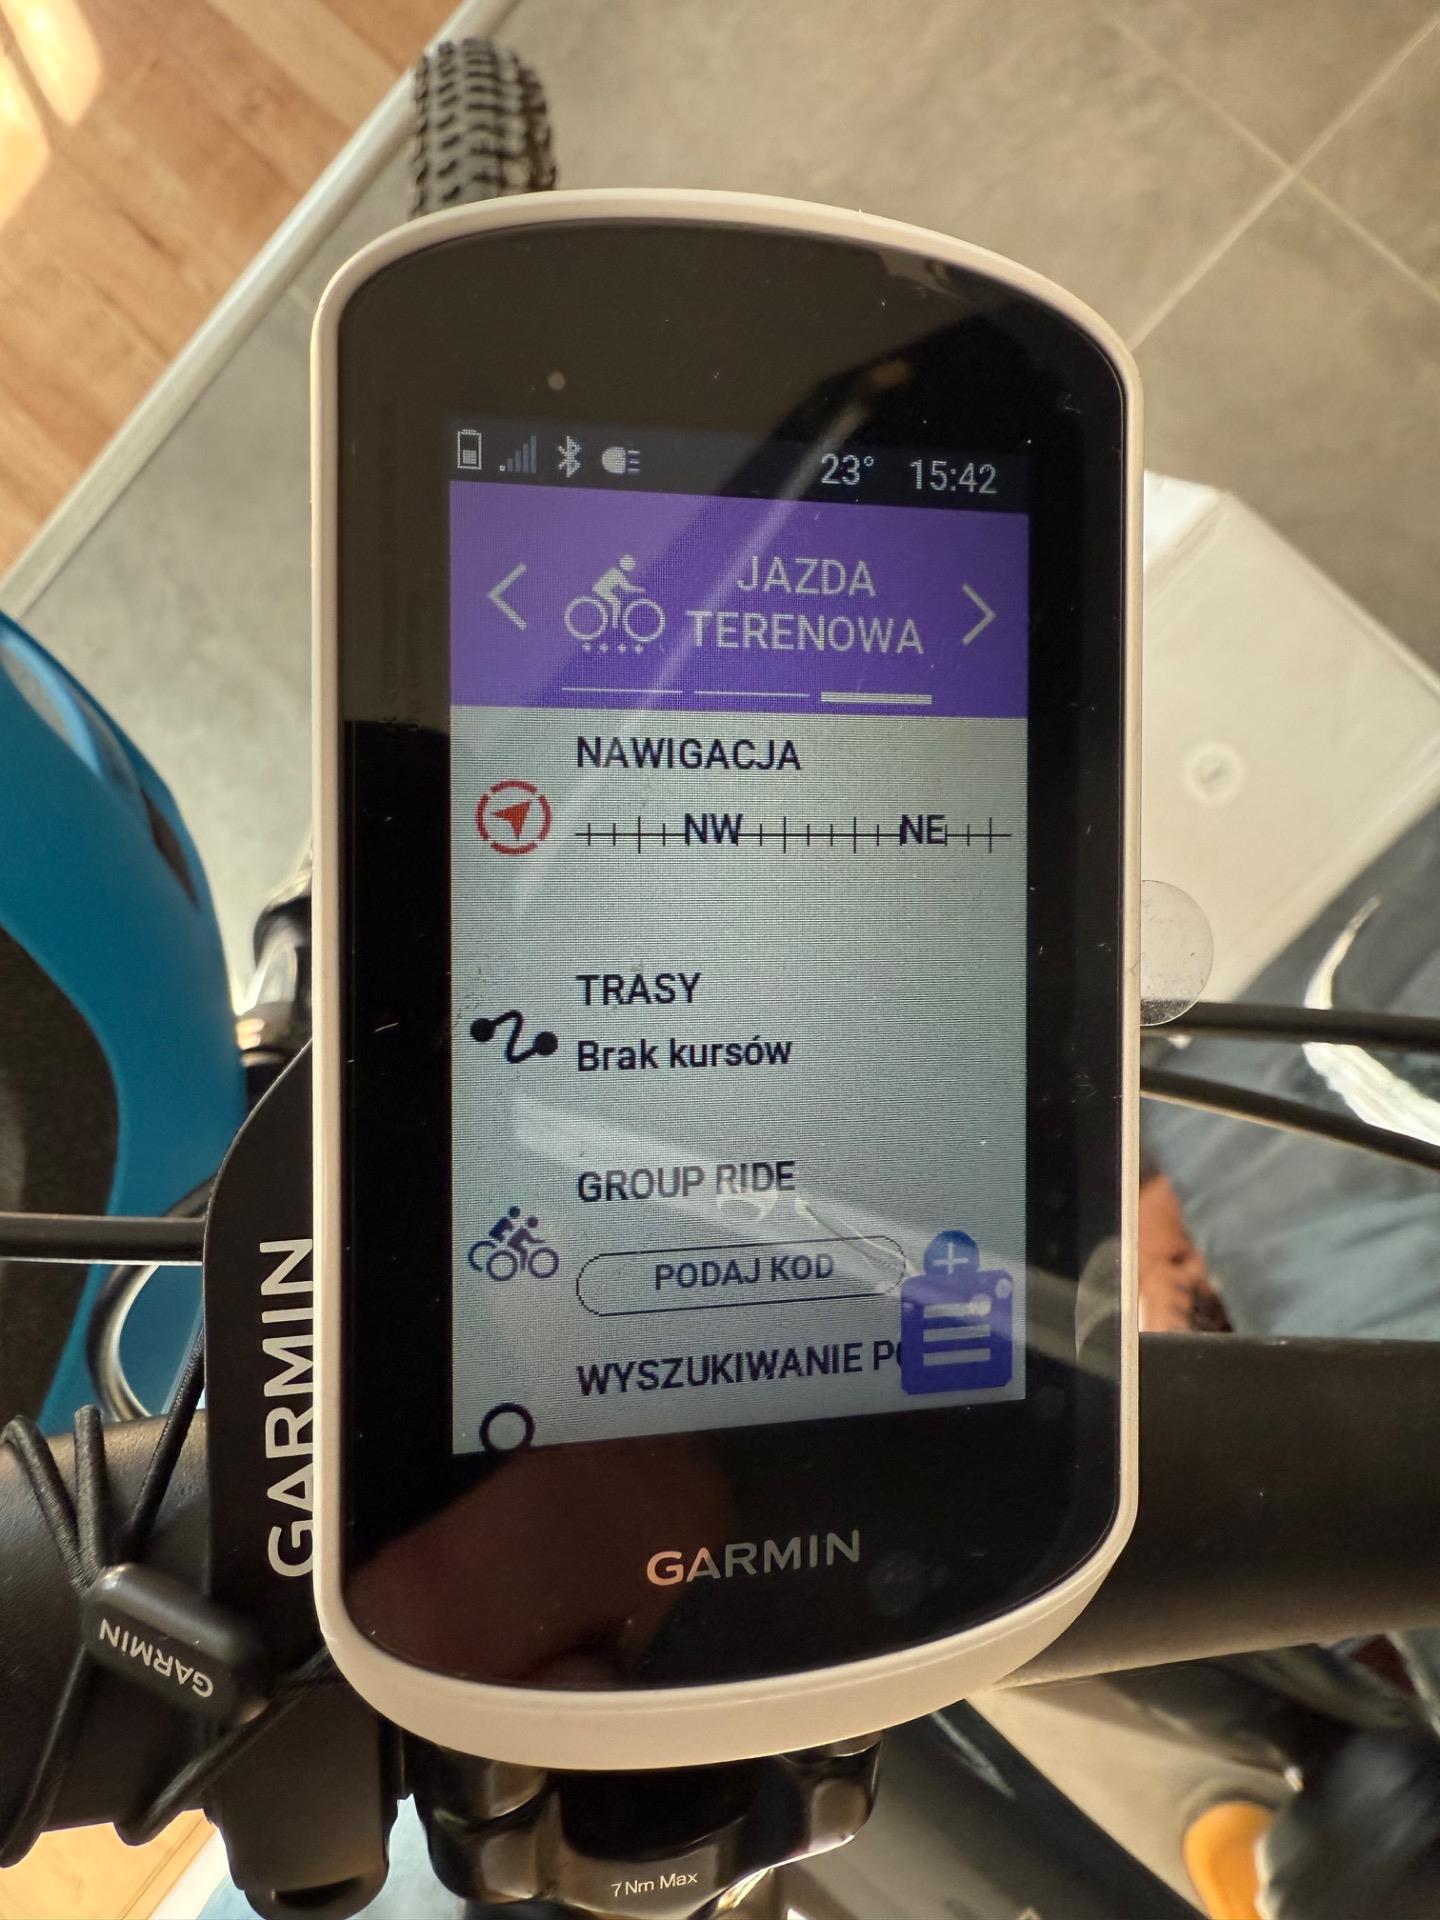 23° 15:42
JAZDA
TERENOWA
NAWIGACJA
NW NE
TRASY
Brak kursów
GROUP RIDE
PODAJ KOD
WYSZUKIWANIE
GARMIN
GARMIN
GARMIN
7 Nm Max